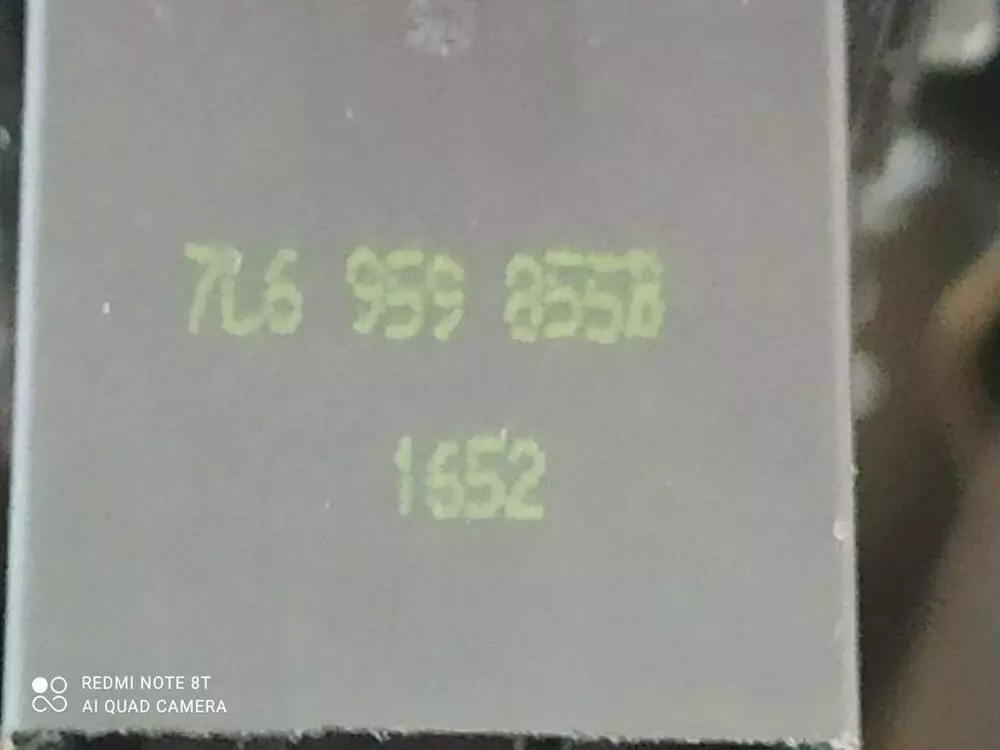 7L6 959 855B
1652
REDMI NOTE 8T
AI QUAD CAMERA